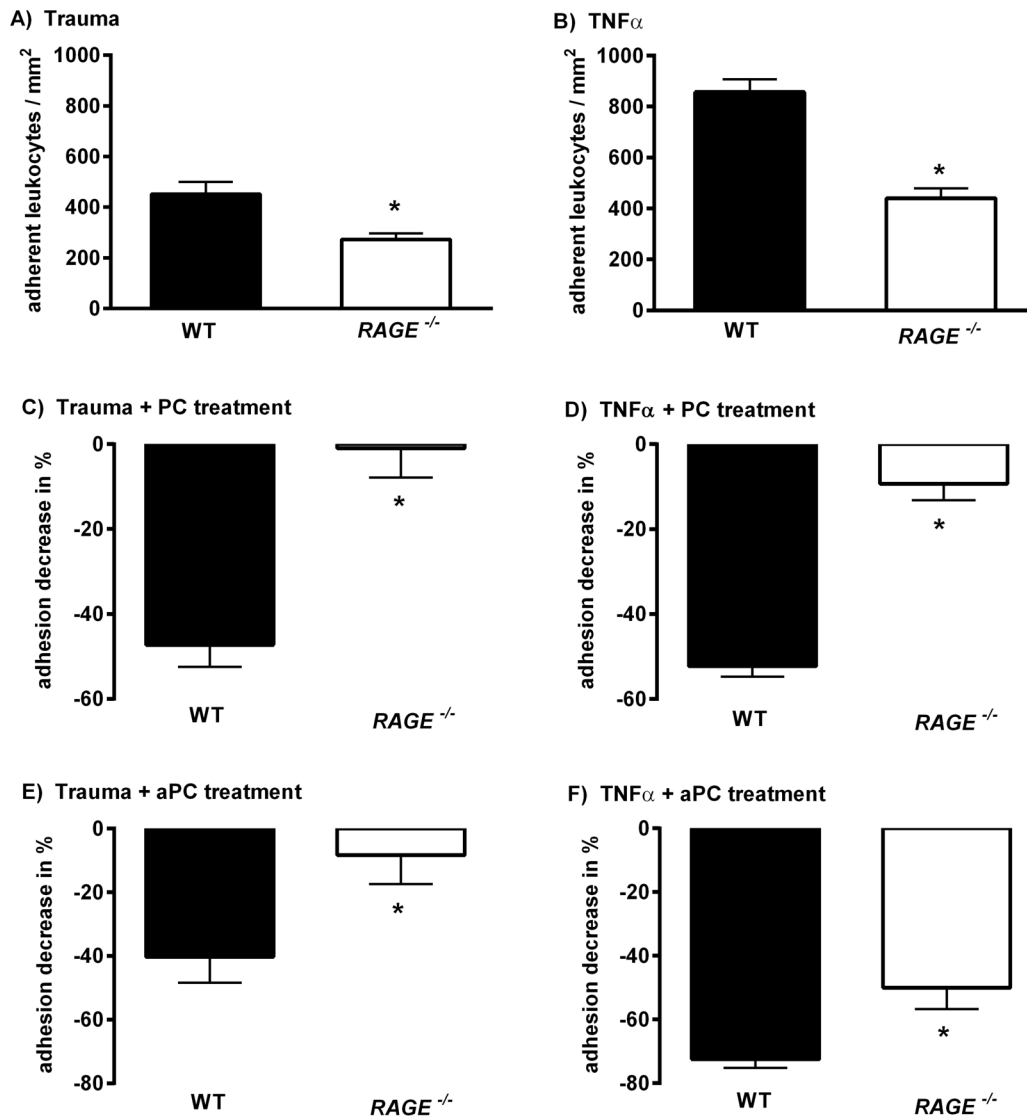 A) Trauma
adherent leukocytes / mm²
1000
800
600
400
200
0
*
WT
RAGE -/-
B) TNFα
adherent leukocytes / mm²
1000
800
600
400
200
0
*
WT
RAGE -/-
C) Trauma + PC treatment
adhesion decrease in %
0
-20
-40
-60
*
WT
RAGE -/-
D) TNFα + PC treatment
adhesion decrease in %
0
-20
-40
-60
*
WT
RAGE -/-
E) Trauma + aPC treatment
adhesion decrease in %
0
-20
-40
-60
-80
*
WT
RAGE -/-
F) TNFα + aPC treatment
adhesion decrease in %
0
-20
-40
-60
-80
*
WT
RAGE -/-